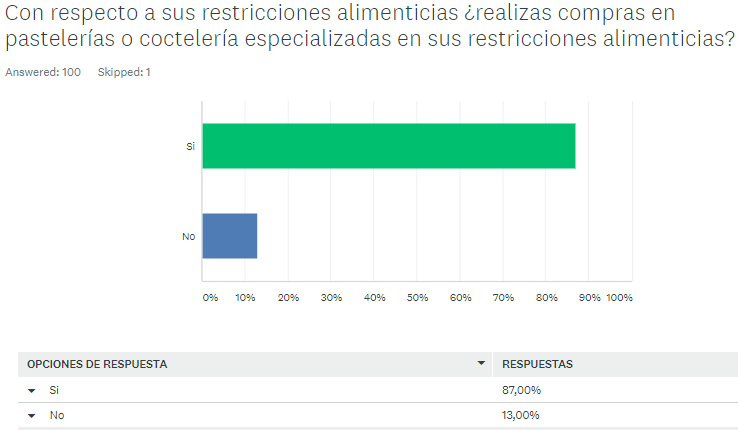 Con respecto a sus restricciones alimenticias ¿realizas compras en
pastelerías o coctelería especializadas en sus restricciones alimenticias?
Answered: 100 Skipped: 1
Si
No
0% 10% 20% 30% 40% 50% 60% 70% 80% 90% 100%
OPCIONES DE RESPUESTA RESPUESTAS
Si 87,00%
No 13,00%